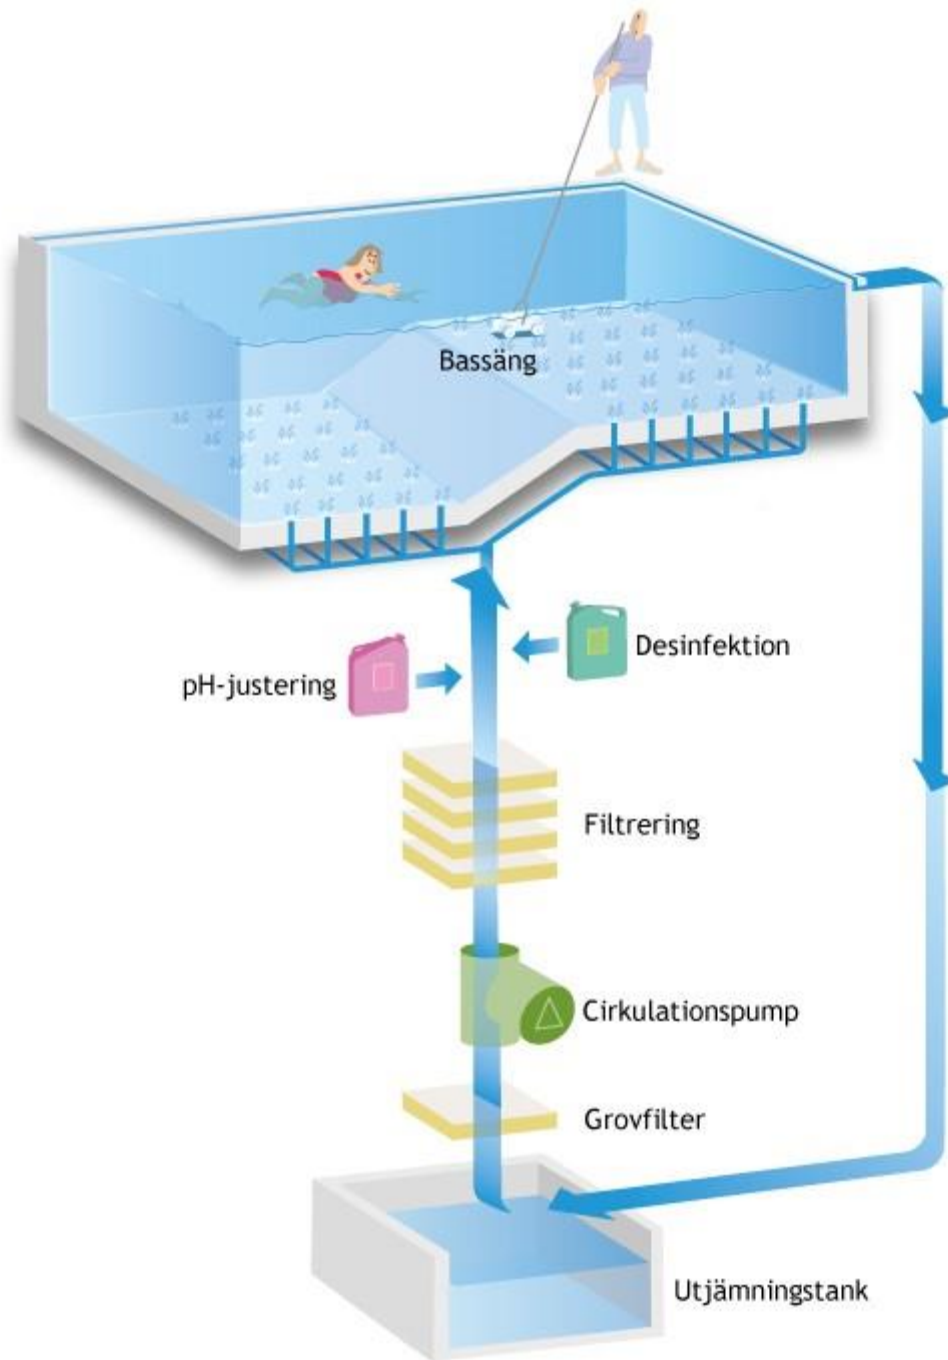 Bassäng
Desinfektion
pH-justering
Filtrering
Cirkulationspump
Grovfilter
Utjämningstank